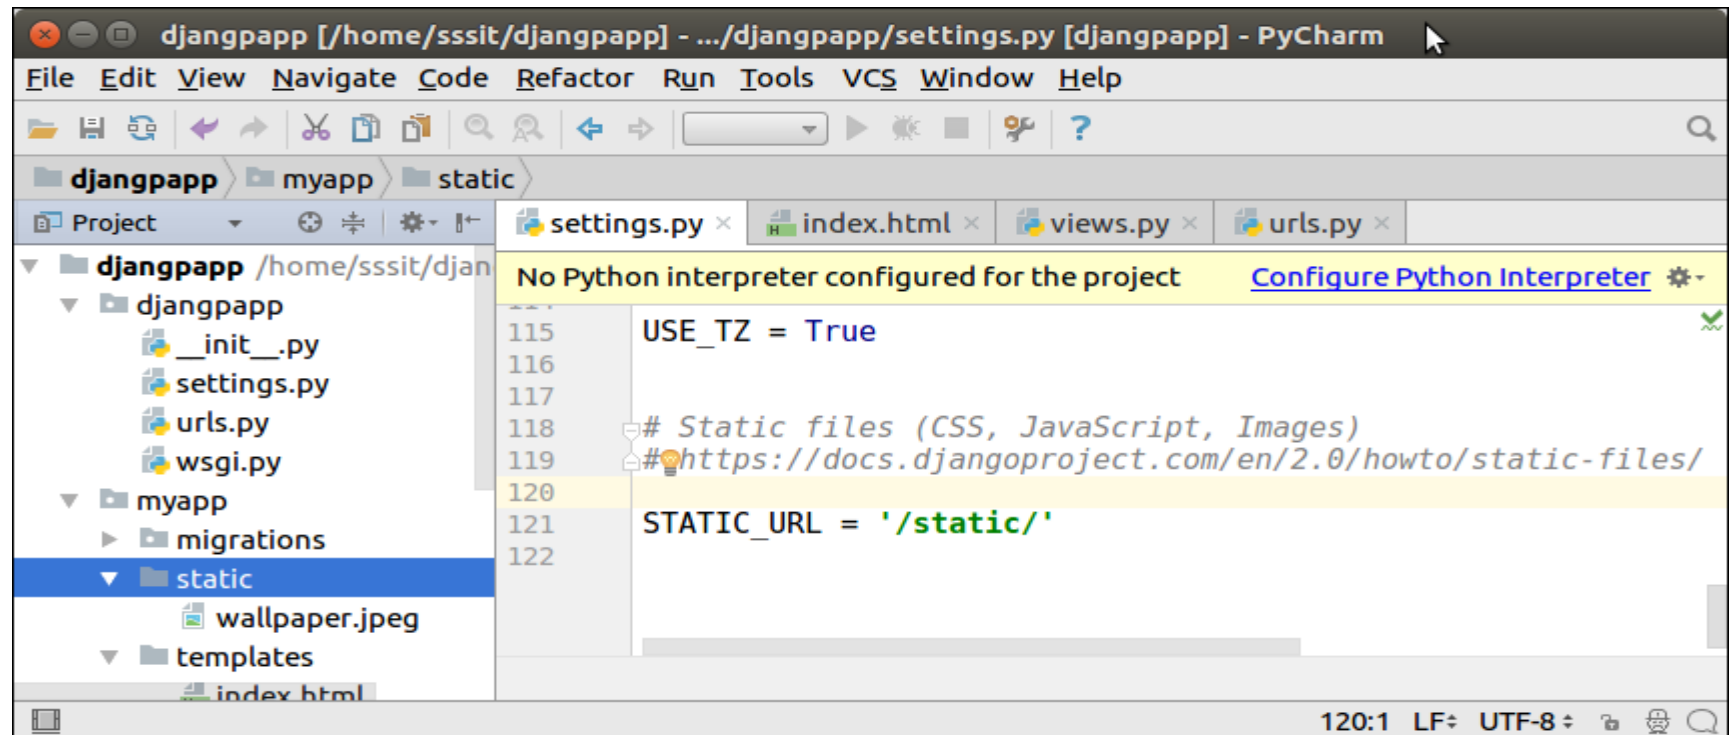 djangpapp [/home/sssit/djangpapp] - .../djangpapp/settings.py [djangpapp] - PyCharm
File Edit View Navigate Code Refactor Run Tools VCS Window Help
djangpapp myapp static
Project
settings.py index.html views.py urls.py
djangpapp /home/sssit/djan
djangpapp
__init__.py
settings.py
urls.py
wsgi.py
myapp
migrations
static
wallpaper.jpeg
templates
index.html
No Python interpreter configured for the project Configure Python Interpreter
115 USE_TZ = True
116
117
118 # Static files (CSS, JavaScript, Images)
119 # https://docs.djangoproject.com/en/2.0/howto/static-files/
120
121 STATIC_URL = '/static/'
122
120:1 LF UTF-8